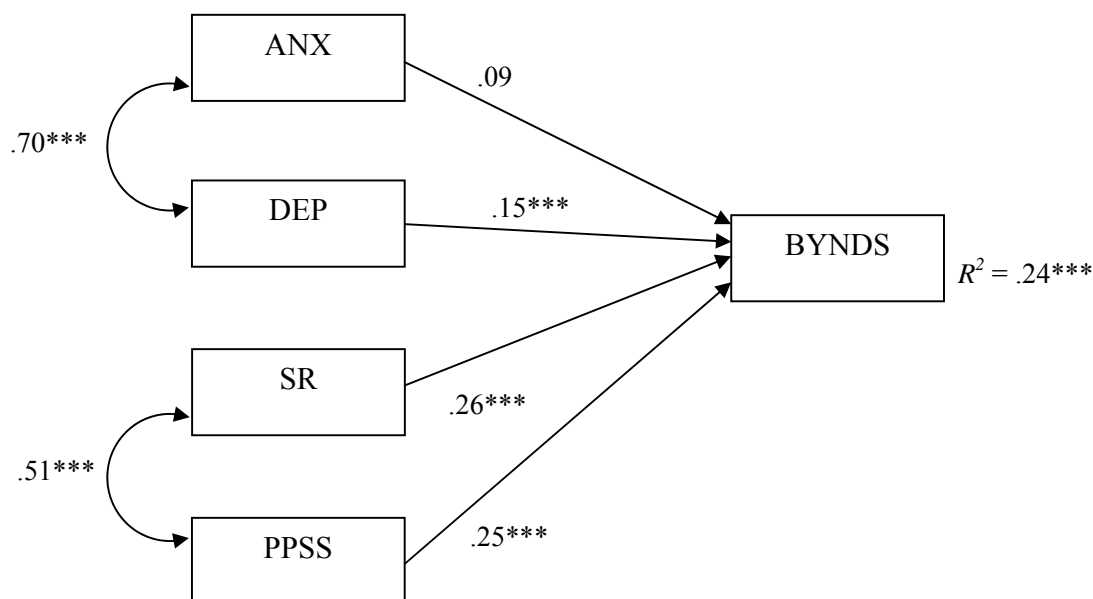 ANX
.09
.70***
DEP
.15***
BYNDS
R² = .24***
SR
.26***
.51***
.25***
PPSS